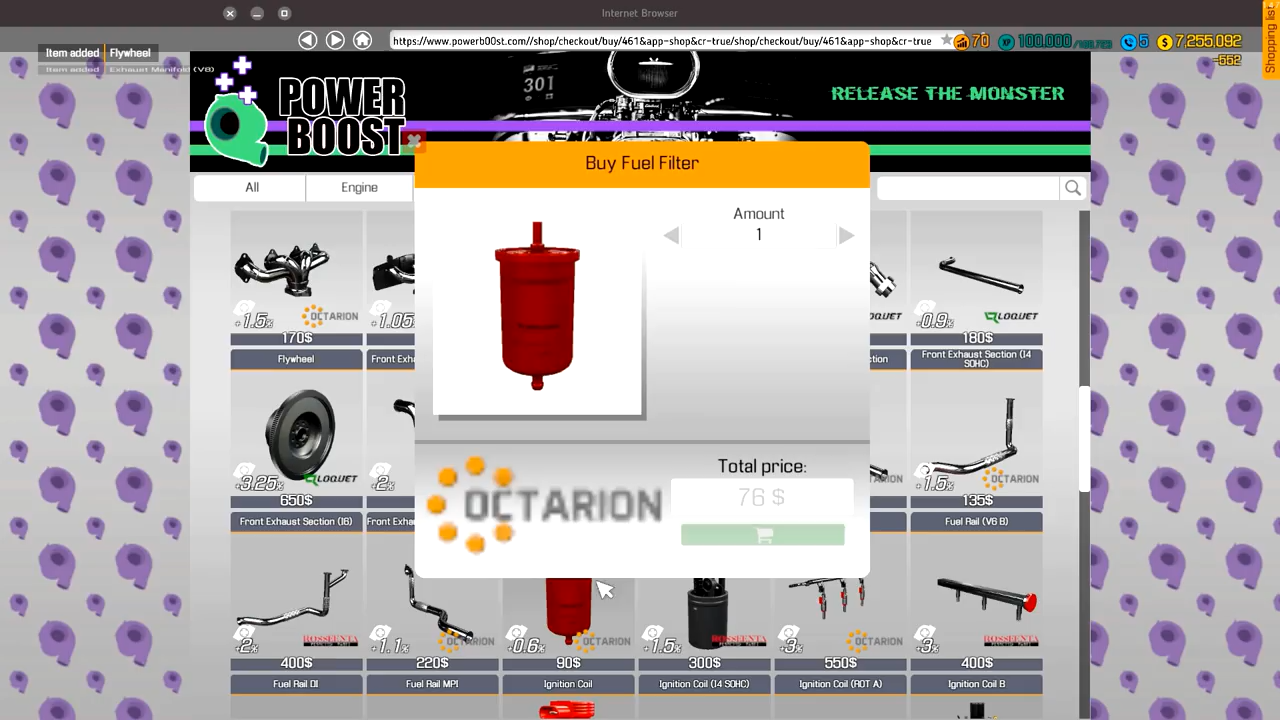 Internet Browser
Shopping list
Item added Flywheel
Item added Exhaust Manifold (V8)
https://www.powerb00st.com//shop/checkout/buy/461&app-shop&cr-true/shop/checkout/buy/461&app-shop&cr-true
70
XP 100,000
5
$ 7,255,092
-552
301
POWER
BOOST
RELEASE THE MONSTER
Buy Fuel Filter
All
Engine
Amount
1
+1.5%
OCTARION
+1.05
+0.9%
LOQUET
170$
180$
Flywheel
Front Exh
ction
Front Exhaust Section (I4 SOHC)
+3.25%
LOQUET
+2%
+1.5%
OCTARION
650$
135$
Total price:
OCTARION
76 $
Front Exhaust Section (I6)
Front Exhau
Fuel Rail (V6 B)
+2%
+1.1%
OCTARION
+0.6%
OCTARION
+1.5%
+3%
OCTARION
+3%
400$
220$
90$
300$
550$
400$
Fuel Rail DI
Fuel Rail MPI
Ignition Coil
Ignition Coil (I4 SOHC)
Ignition Coil (ROT A)
Ignition Coil B